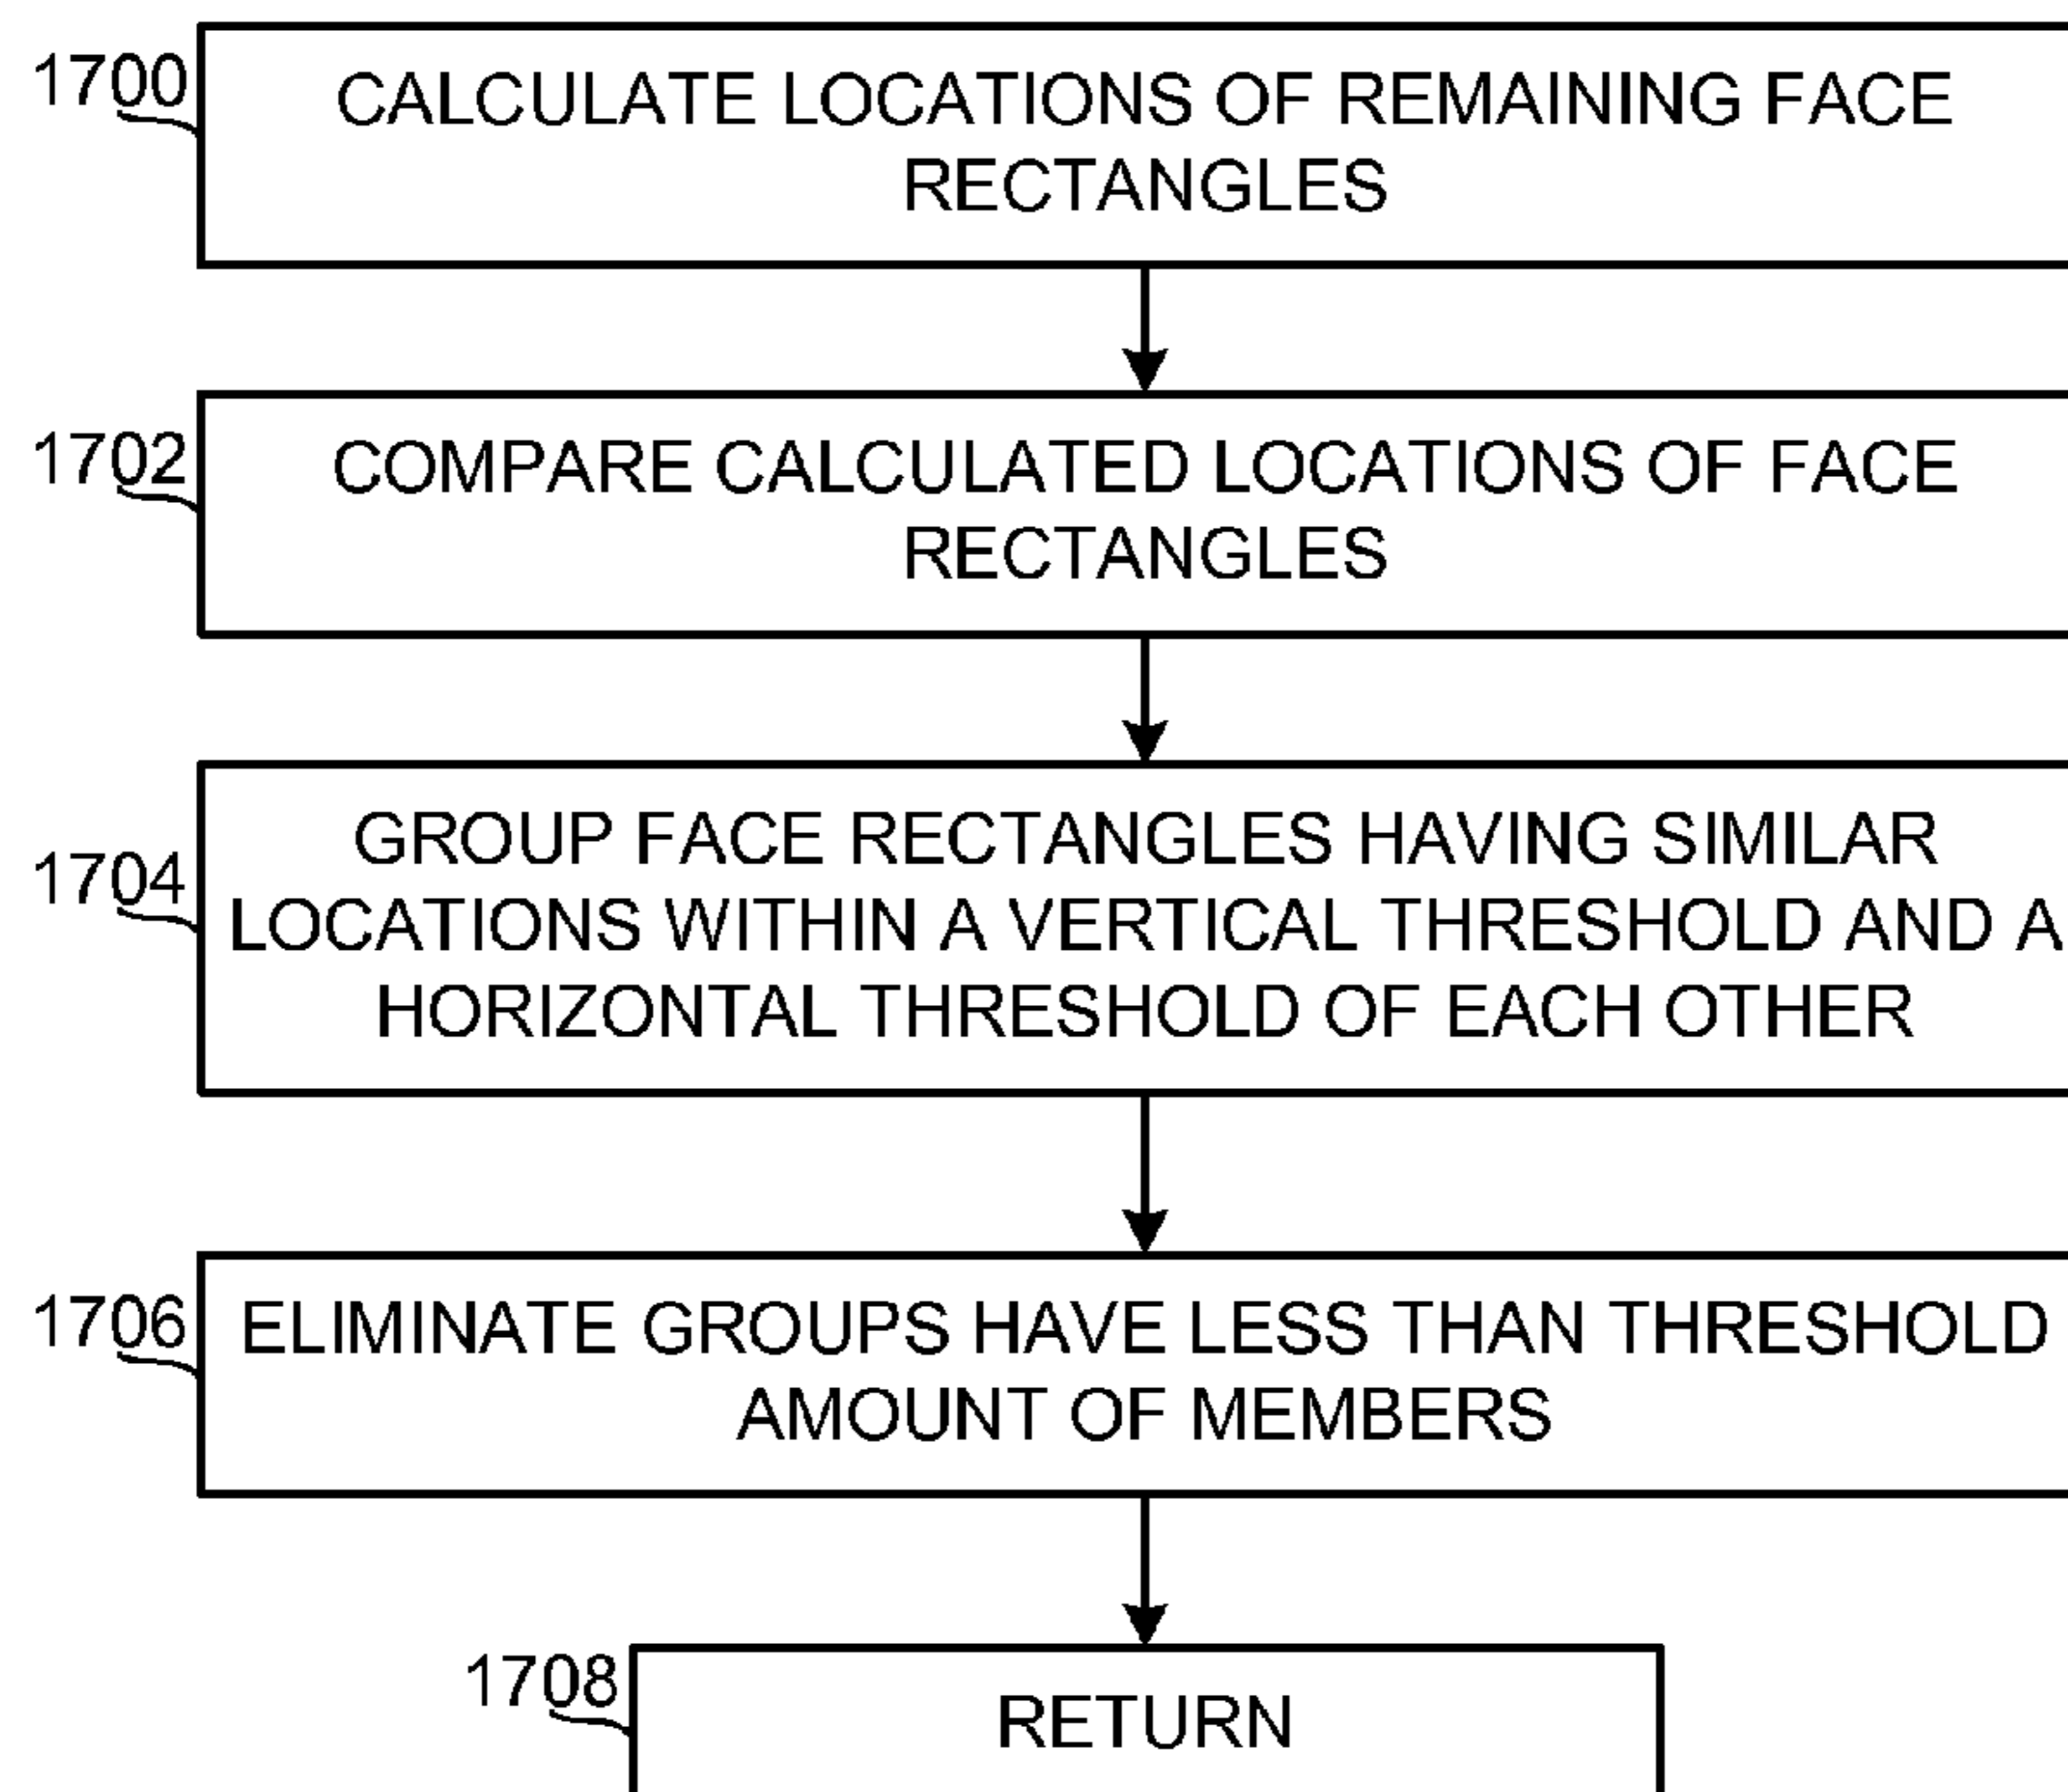 1700
CALCULATE LOCATIONS OF REMAINING FACE
RECTANGLES
1702
COMPARE CALCULATED LOCATIONS OF FACE
RECTANGLES
1704
GROUP FACE RECTANGLES HAVING SIMILAR
LOCATIONS WITHIN A VERTICAL THRESHOLD AND A
HORIZONTAL THRESHOLD OF EACH OTHER
1706
ELIMINATE GROUPS HAVE LESS THAN THRESHOLD
AMOUNT OF MEMBERS
1708
RETURN